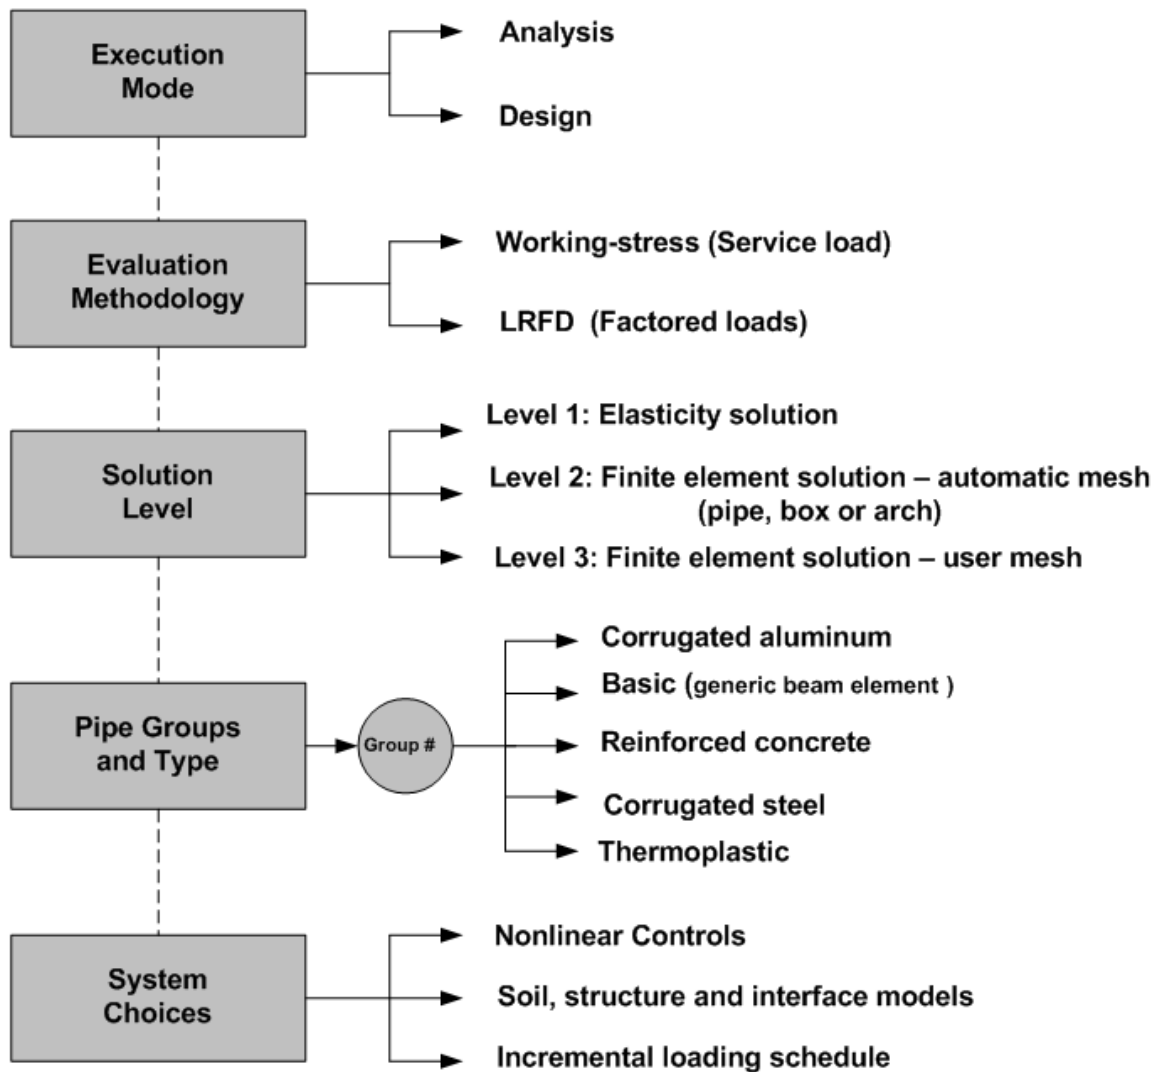 Execution
Mode
Analysis
Design
Evaluation
Methodology
Working-stress (Service load)
LRFD (Factored loads)
Solution
Level
Level 1: Elasticity solution
Level 2: Finite element solution – automatic mesh
(pipe, box or arch)
Level 3: Finite element solution – user mesh
Pipe Groups
and Type
Group #
Corrugated aluminum
Basic (generic beam element )
Reinforced concrete
Corrugated steel
Thermoplastic
System
Choices
Nonlinear Controls
Soil, structure and interface models
Incremental loading schedule